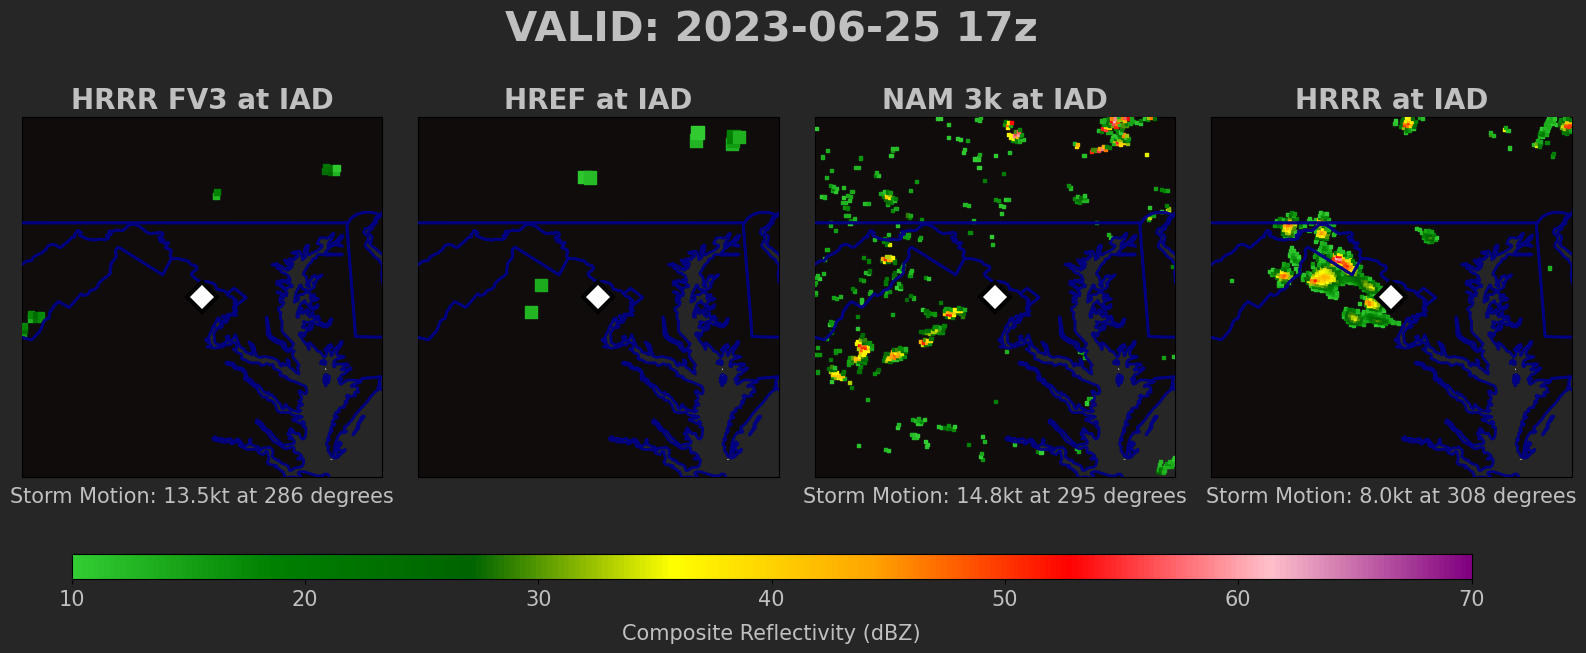 VALID: 2023-06-25 17z
HRRR FV3 at IAD
HREF at IAD
NAM 3k at IAD
HRRR at IAD
Storm Motion: 13.5kt at 286 degrees
Storm Motion: 14.8kt at 295 degrees
Storm Motion: 8.0kt at 308 degrees
10 20 30 40 50 60 70
Composite Reflectivity (dBZ)